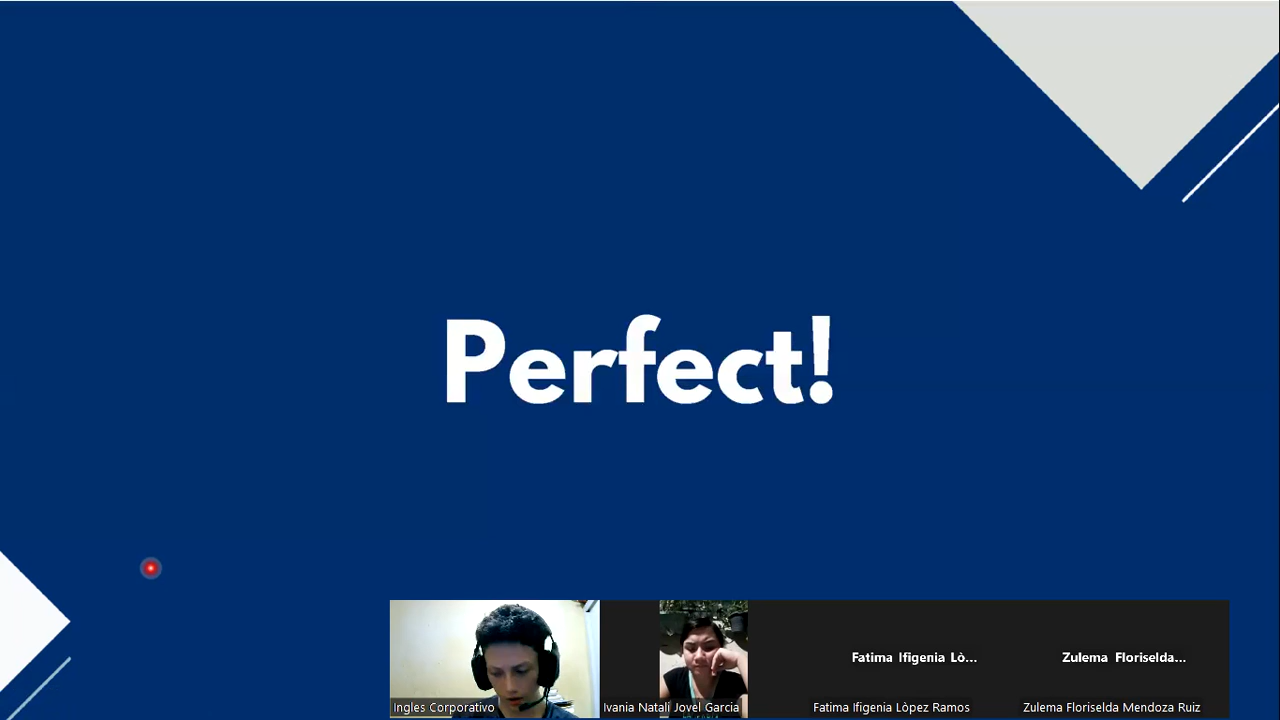 Perfect!
Fatima Ifigenia Lò...
Zulema Floriselda...
Ingles Corporativo
Ivania Natalí Jovel Garcia
Fatima Ifigenia Lòpez Ramos
Zulema Floriselda Mendoza Ruiz